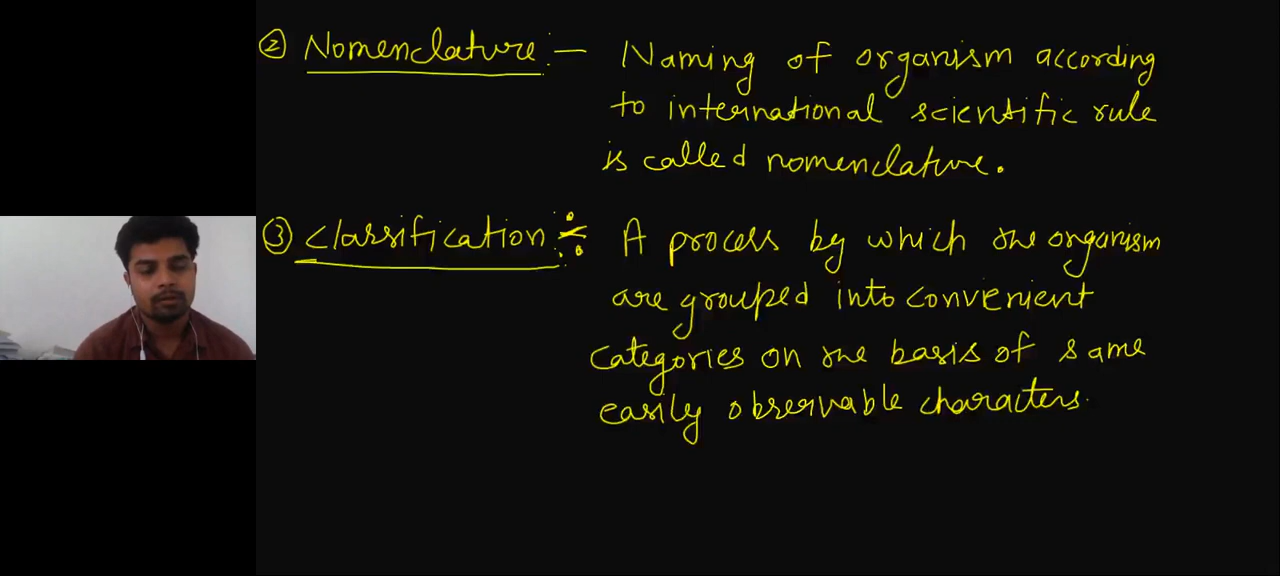 ② Nomenclature :— Naming of organism according
to international scientific rule
is called nomenclature.
③ Classification :— A process by which the organism
are grouped into convenient
categories on the basis of same
easily observable characters.